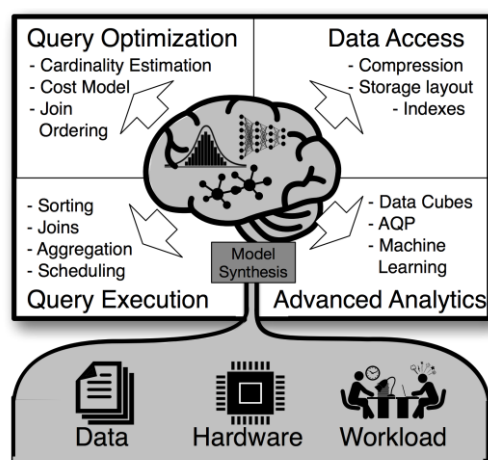 Query Optimization
- Cardinality Estimation
- Cost Model
- Join
Ordering
Data Access
- Compression
- Storage layout
- Indexes
- Sorting
- Joins
- Aggregation
- Scheduling
Query Execution
- Data Cubes
- AQP
- Machine
Learning
Advanced Analytics
Model
Synthesis
Data
Hardware
Workload